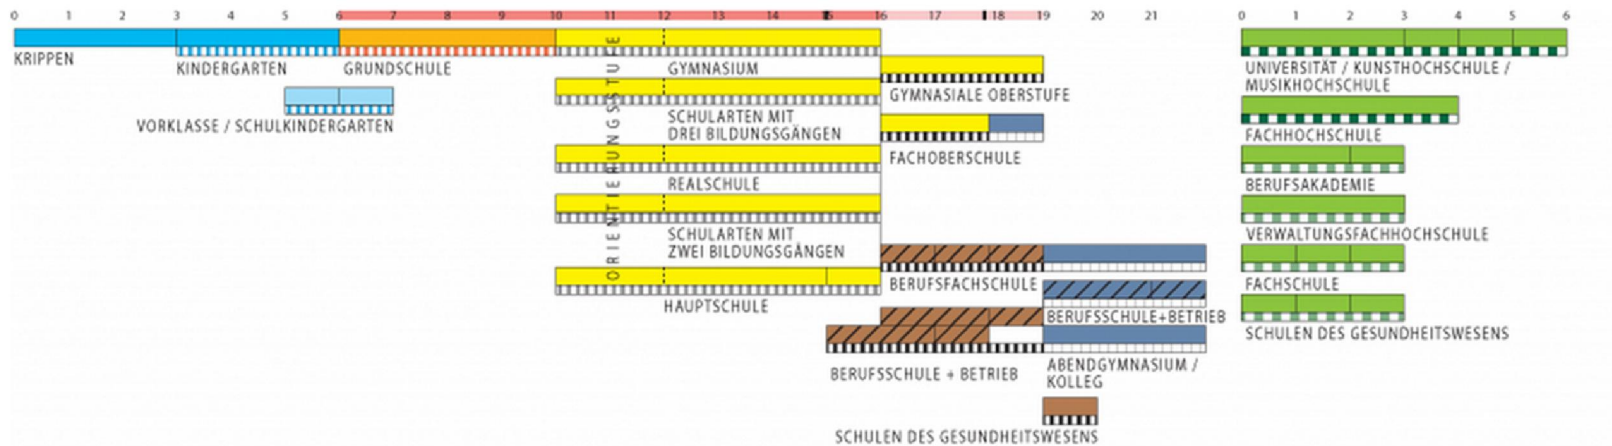 0 1 2 3 4 5 6 7 8 9 10 11 12 13 14 15 16 17 18 19 20 21 0 1 2 3 4 5 6
KRIPPEN
KINDERGARTEN
GRUNDSCHULE
VORKLASSE / SCHULKINDERGARTEN
ORIENTIERUNGSSTUFE
GYMNASIUM
SCHULARTEN MIT
DREI BILDUNGSGÄNGEN
REALSCHULE
SCHULARTEN MIT
ZWEI BILDUNGSGÄNGEN
HAUPTSCHULE
GYMNASIALE OBERSTUFE
FACHOBERSCHULE
BERUFSFACHSCHULE
BERUFSSCHULE+BETRIEB
BERUFSSCHULE + BETRIEB
ABENDGYMNASIUM /
KOLLEG
SCHULEN DES GESUNDHEITSWESENS
UNIVERSITÄT / KUNSTHOCHSCHULE /
MUSIKHOCHSCHULE
FACHHOCHSCHULE
BERUFSAKADEMIE
VERWALTUNGSFACHHOCHSCHULE
FACHSCHULE
SCHULEN DES GESUNDHEITSWESENS